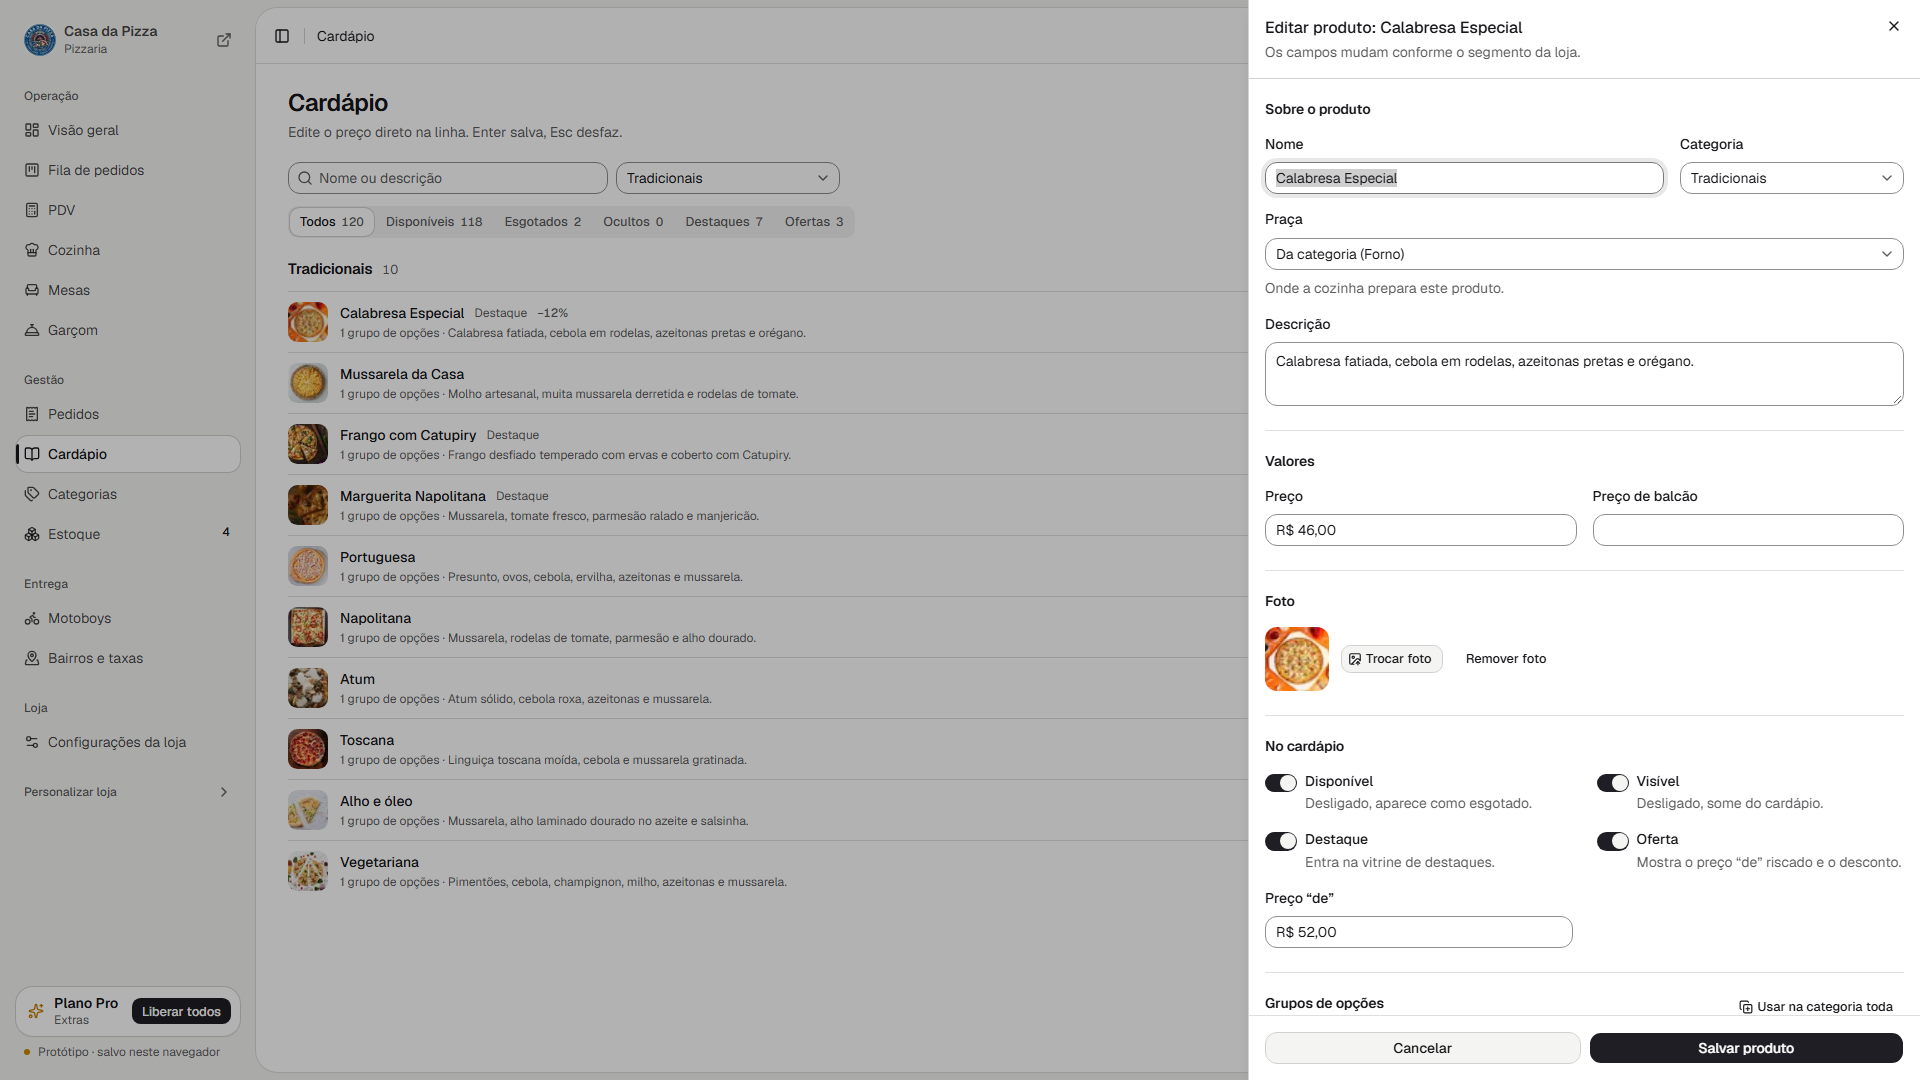 Casa da Pizza
Pizzaria
Operação
Visão geral
Fila de pedidos
PDV
Cozinha
Mesas
Garçom
Gestão
Pedidos
Cardápio
Categorias
Estoque 4
Entrega
Motoboys
Bairros e taxas
Loja
Configurações da loja
Personalizar loja
Plano Pro
Extras
Liberar todos
Protótipo · salvo neste navegador
Cardápio
Cardápio
Edite o preço direto na linha. Enter salva, Esc desfaz.
Nome ou descrição
Tradicionais
Todos 120 Disponíveis 118 Esgotados 2 Ocultos 0 Destaques 7 Ofertas 3
Tradicionais 10
Calabresa Especial Destaque −12%
1 grupo de opções · Calabresa fatiada, cebola em rodelas, azeitonas pretas e orégano.
Mussarela da Casa
1 grupo de opções · Molho artesanal, muita mussarela derretida e rodelas de tomate.
Frango com Catupiry Destaque
1 grupo de opções · Frango desfiado temperado com ervas e coberto com Catupiry.
Marguerita Napolitana Destaque
1 grupo de opções · Mussarela, tomate fresco, parmesão ralado e manjericão.
Portuguesa
1 grupo de opções · Presunto, ovos, cebola, ervilha, azeitonas e mussarela.
Napolitana
1 grupo de opções · Mussarela, rodelas de tomate, parmesão e alho dourado.
Atum
1 grupo de opções · Atum sólido, cebola roxa, azeitonas e mussarela.
Toscana
1 grupo de opções · Linguiça toscana moída, cebola e mussarela gratinada.
Alho e óleo
1 grupo de opções · Mussarela, alho laminado dourado no azeite e salsinha.
Vegetariana
1 grupo de opções · Pimentões, cebola, champignon, milho, azeitonas e mussarela.
Editar produto: Calabresa Especial
Os campos mudam conforme o segmento da loja.
Sobre o produto
Nome Categoria
Calabresa Especial Tradicionais
Praça
Da categoria (Forno)
Onde a cozinha prepara este produto.
Descrição
Calabresa fatiada, cebola em rodelas, azeitonas pretas e orégano.
Valores
Preço Preço de balcão
R$ 46,00
Foto
Trocar foto Remover foto
No cardápio
Disponível Visível
Desligado, aparece como esgotado. Desligado, some do cardápio.
Destaque Oferta
Entra na vitrine de destaques. Mostra o preço “de” riscado e o desconto.
Preço “de”
R$ 52,00
Grupos de opções Usar na categoria toda
Cancelar Salvar produto